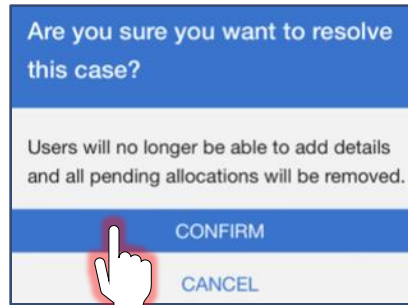 Are you sure you want to resolve
this case?
Users will no longer be able to add details
and all pending allocations will be removed.
CONFIRM
CANCEL